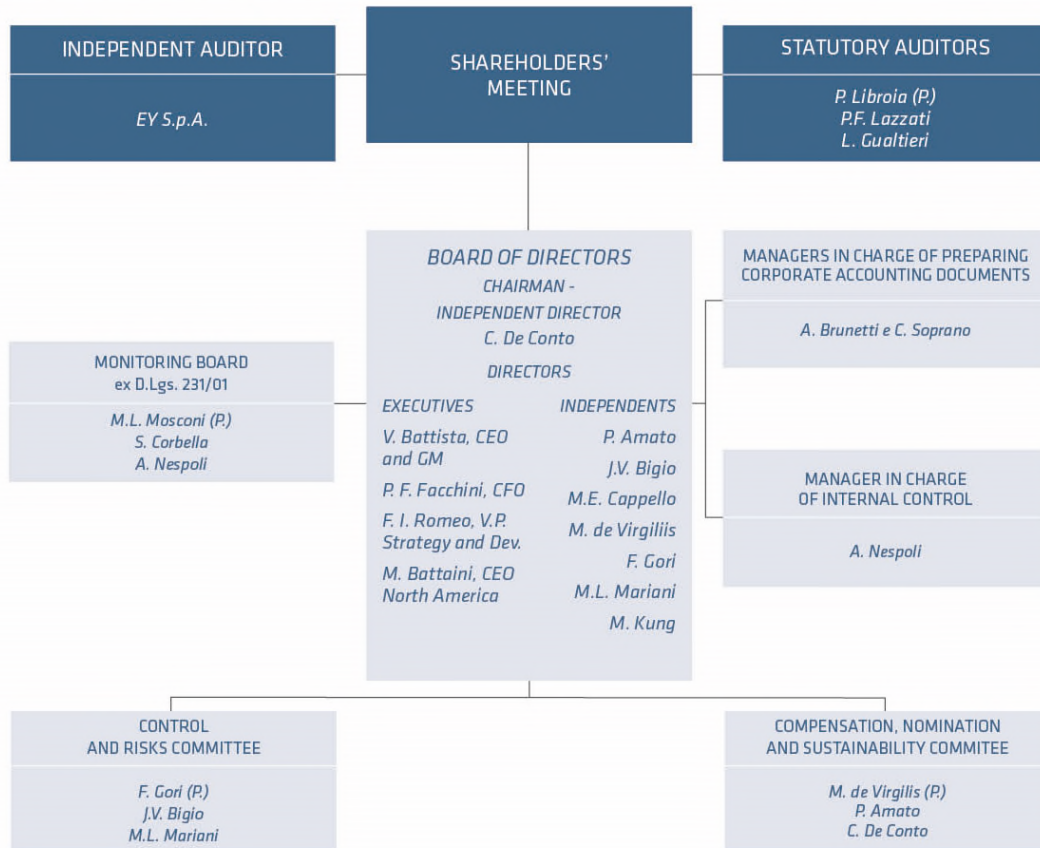 INDEPENDENT AUDITOR
EY S.p.A.
SHAREHOLDERS'
MEETING
STATUTORY AUDITORS
P. Libroia (P.)
P.F. Lazzati
L. Gualtieri
BOARD OF DIRECTORS
CHAIRMAN -
INDEPENDENT DIRECTOR
C. De Conto
DIRECTORS
EXECUTIVES
V. Battista, CEO
and GM
P. F. Facchini, CFO
F. I. Romeo, V.P.
Strategy and Dev.
M. Battaini, CEO
North America
INDEPENDENTS
P. Amato
J.V. Bigio
M.E. Cappello
M. de Virgiliis
F. Gori
M.L. Mariani
M. Kung
MONITORING BOARD
ex D.Lgs. 231/01
M.L. Mosconi (P.)
S. Corbella
A. Nespoli
MANAGERS IN CHARGE OF PREPARING
CORPORATE ACCOUNTING DOCUMENTS
A. Brunetti e C. Soprano
MANAGER IN CHARGE
OF INTERNAL CONTROL
A. Nespoli
CONTROL
AND RISKS COMMITTEE
F. Gori (P.)
J.V. Bigio
M.L. Mariani
COMPENSATION, NOMINATION
AND SUSTAINABILITY COMMITEE
M. de Virgilis (P.)
P. Amato
C. De Conto